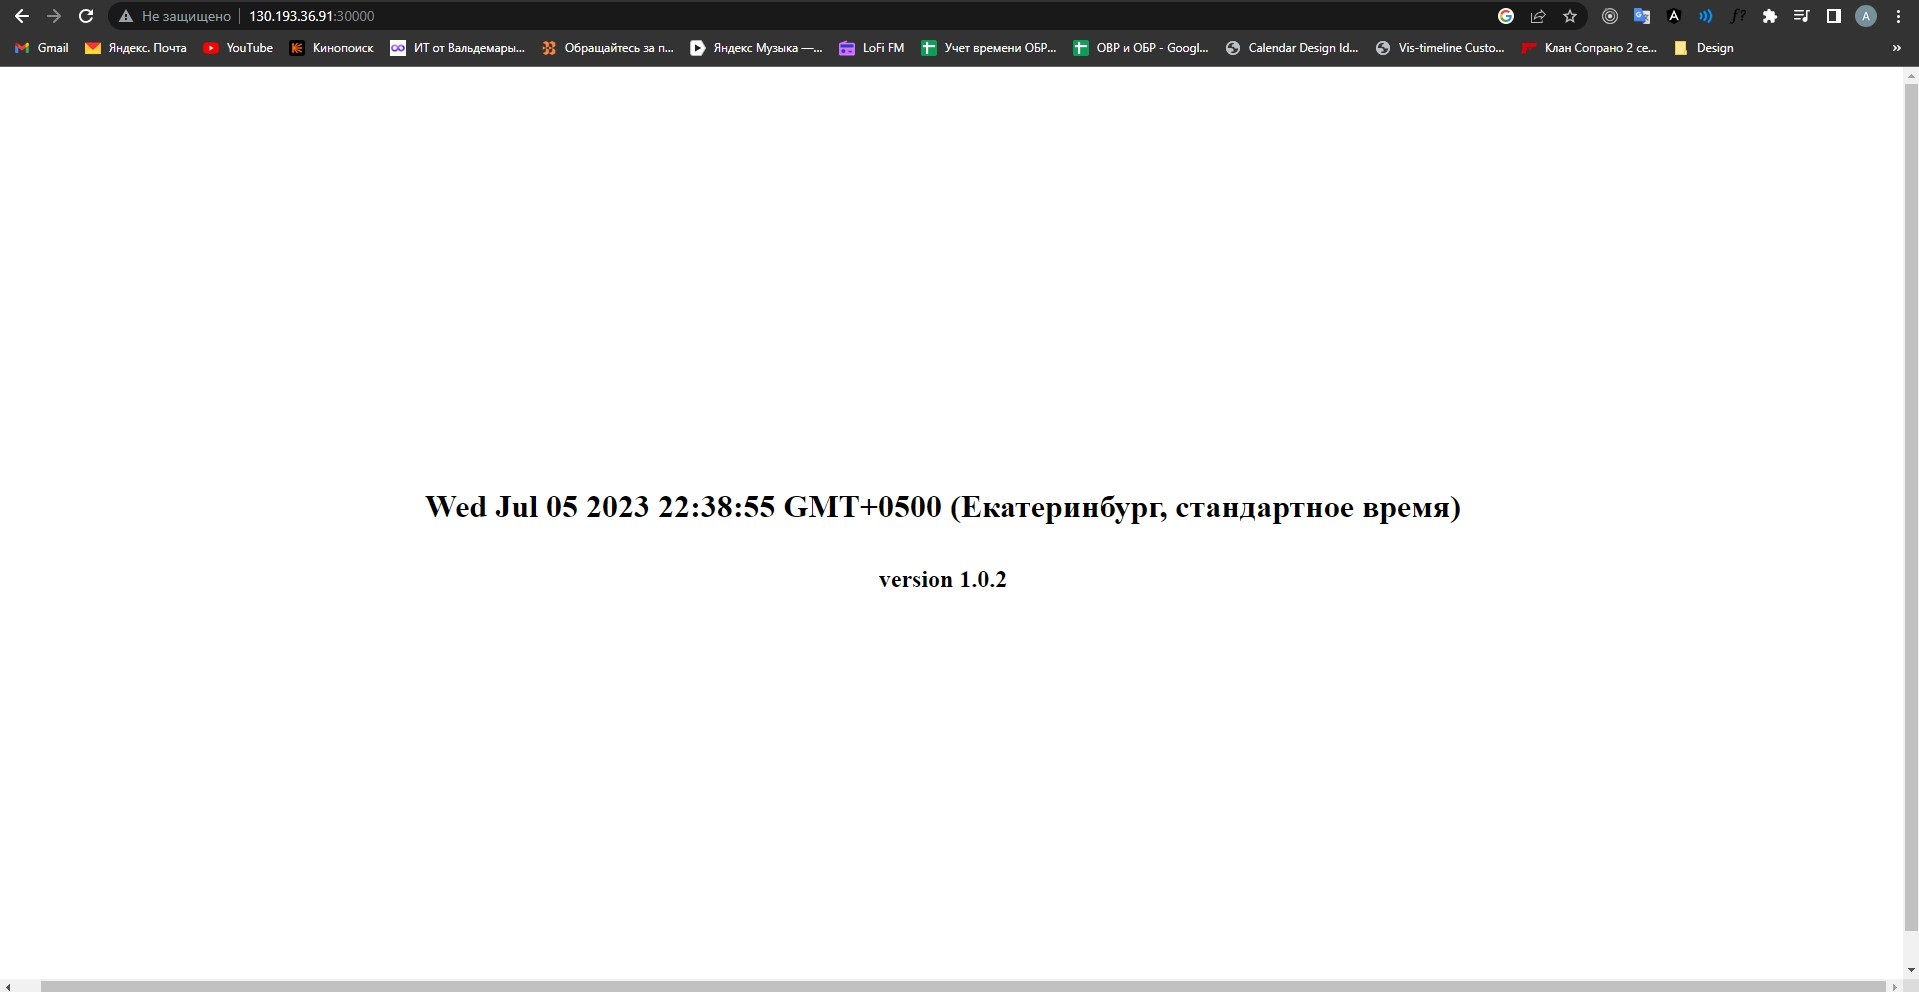 Не защищено 130.193.36.91:30000
Gmail Яндекс. Почта YouTube Кинопоиск ИТ от Вальдемары... Обращайтесь за п... Яндекс Музыка —... LoFi FM Учет времени ОБР... ОВР и ОБР - Googl... Calendar Design Id... Vis-timeline Custo... Клан Сопрано 2 се... Design »
Wed Jul 05 2023 22:38:55 GMT+0500 (Екатеринбург, стандартное время)
version 1.0.2